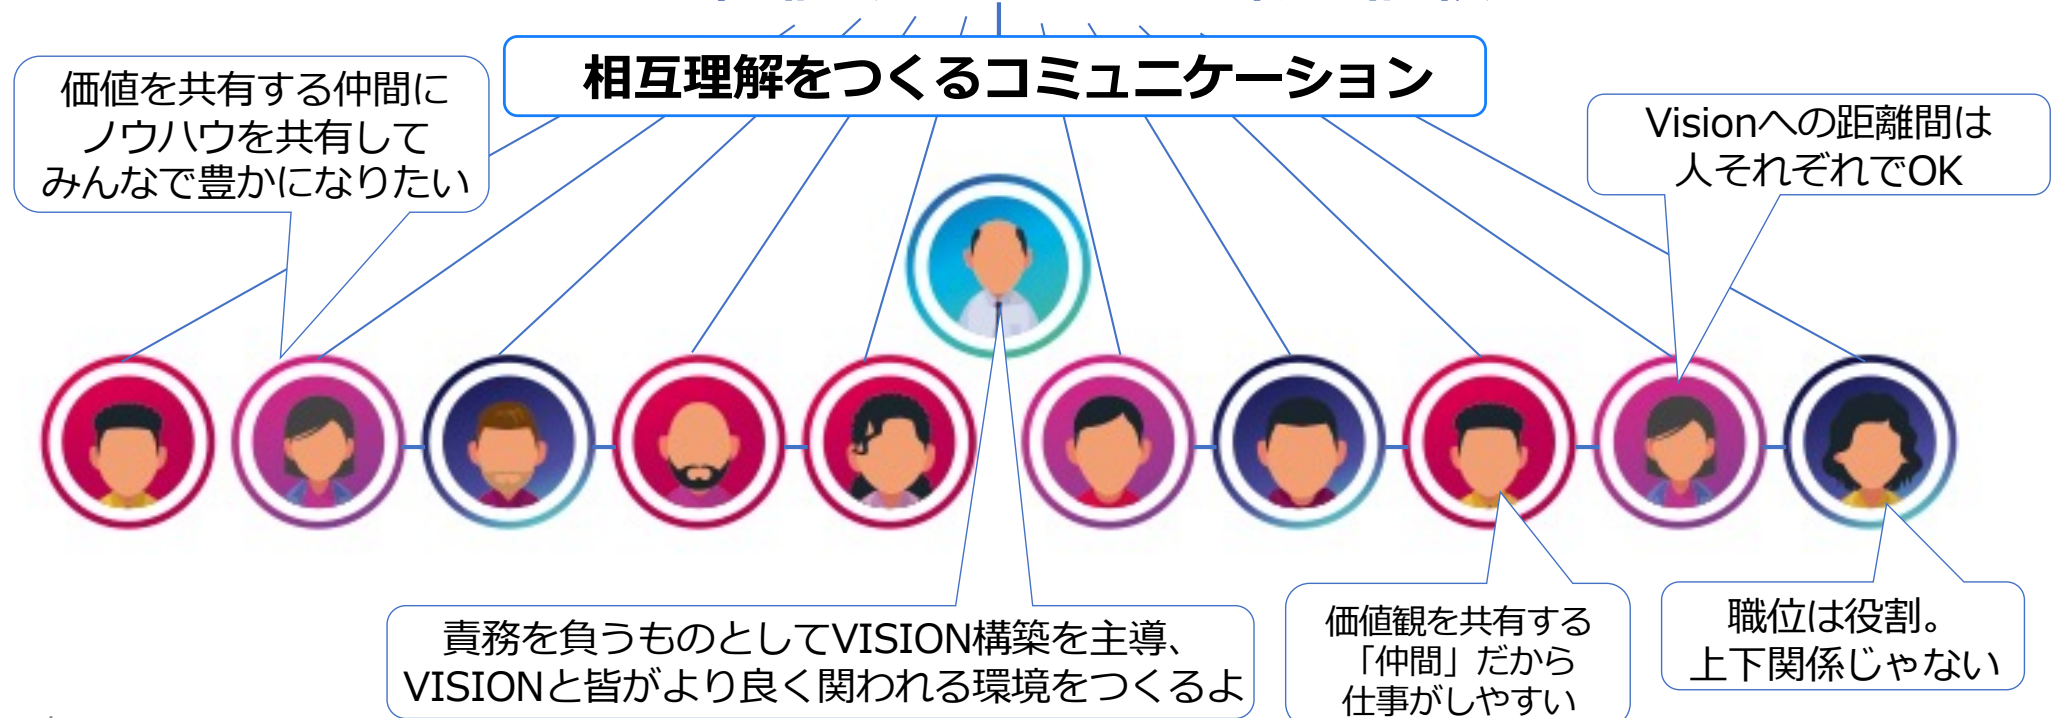 相互理解をつくるコミュニケーション
価値を共有する仲間に
ノウハウを共有して
みんなで豊かになりたい
Visionへの距離間は
人それぞれでOK
責務を負うものとしてVISION構築を主導、
VISIONと皆がより良く関われる環境をつくるよ
価値観を共有する
「仲間」だから
仕事がしやすい
職位は役割。
上下関係じゃない